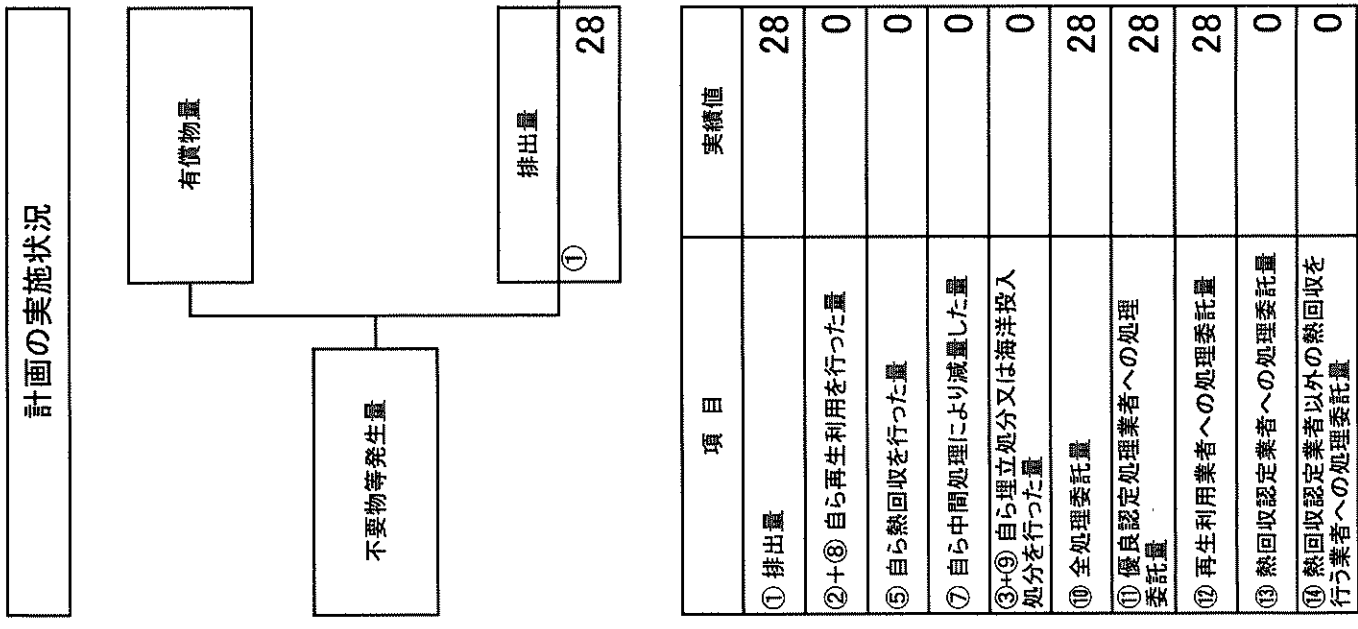 計画の実施状況
有償物量
不要物等発生量
排出量
①
28
項 目 実績値
① 排出量 28
②+⑧ 自ら再生利用を行った量 0
⑤ 自ら熱回収を行った量 0
⑦ 自ら中間処理により減量した量 0
③+⑨ 自ら埋立処分又は海洋投入
処分を行った量 0
⑩ 全処理委託量 28
⑪ 優良認定処理業者への処理
委託量 28
⑫ 再生利用業者への処理委託量 28
⑬ 熱回収認定業者への処理委託量 0
⑭ 熱回収認定業者以外の熱回収を
行う業者への処理委託量 0